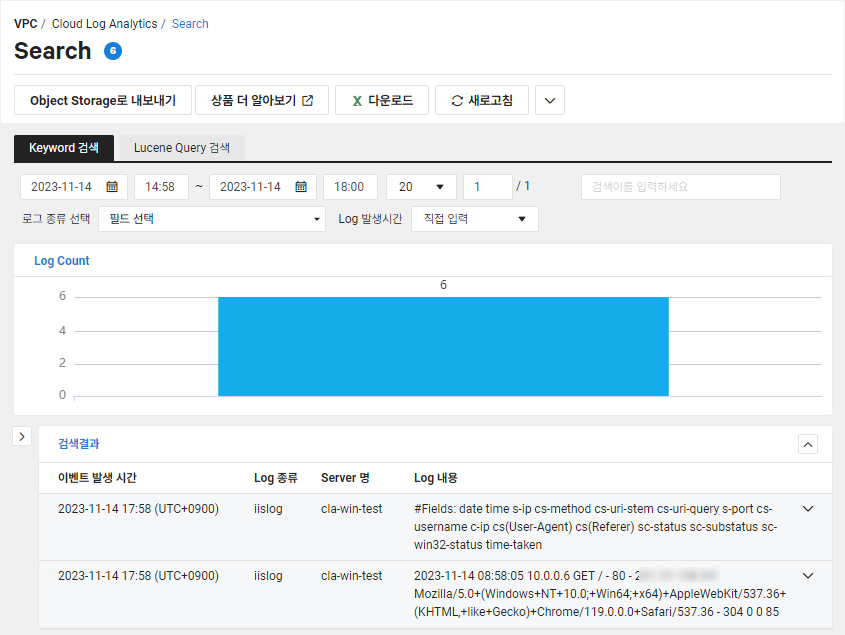 VPC / Cloud Log Analytics / Search
Search 6
Object Storage로 내보내기 상품 더 알아보기 다운로드 새로고침
Keyword 검색 Lucene Query 검색
2023-11-14 14:58 ~ 2023-11-14 18:00 20 1 / 1 검색어를 입력하세요
로그 종류 선택 필드 선택 Log 발생시간 직접 입력
Log Count
6
6
4
2
0
검색결과
이벤트 발생 시간 Log 종류 Server 명 Log 내용
2023-11-14 17:58 (UTC+0900) iislog cla-win-test #Fields: date time s-ip cs-method cs-uri-stem cs-uri-query s-port cs-
username c-ip cs(User-Agent) cs(Referer) sc-status sc-substatus sc-
win32-status time-taken
2023-11-14 17:58 (UTC+0900) iislog cla-win-test 2023-11-14 08:58:05 10.0.0.6 GET / - 80 -
Mozilla/5.0+(Windows+NT+10.0;+Win64;+x64)+AppleWebKit/537.36+
(KHTML,+like+Gecko)+Chrome/119.0.0.0+Safari/537.36 - 304 0 0 85